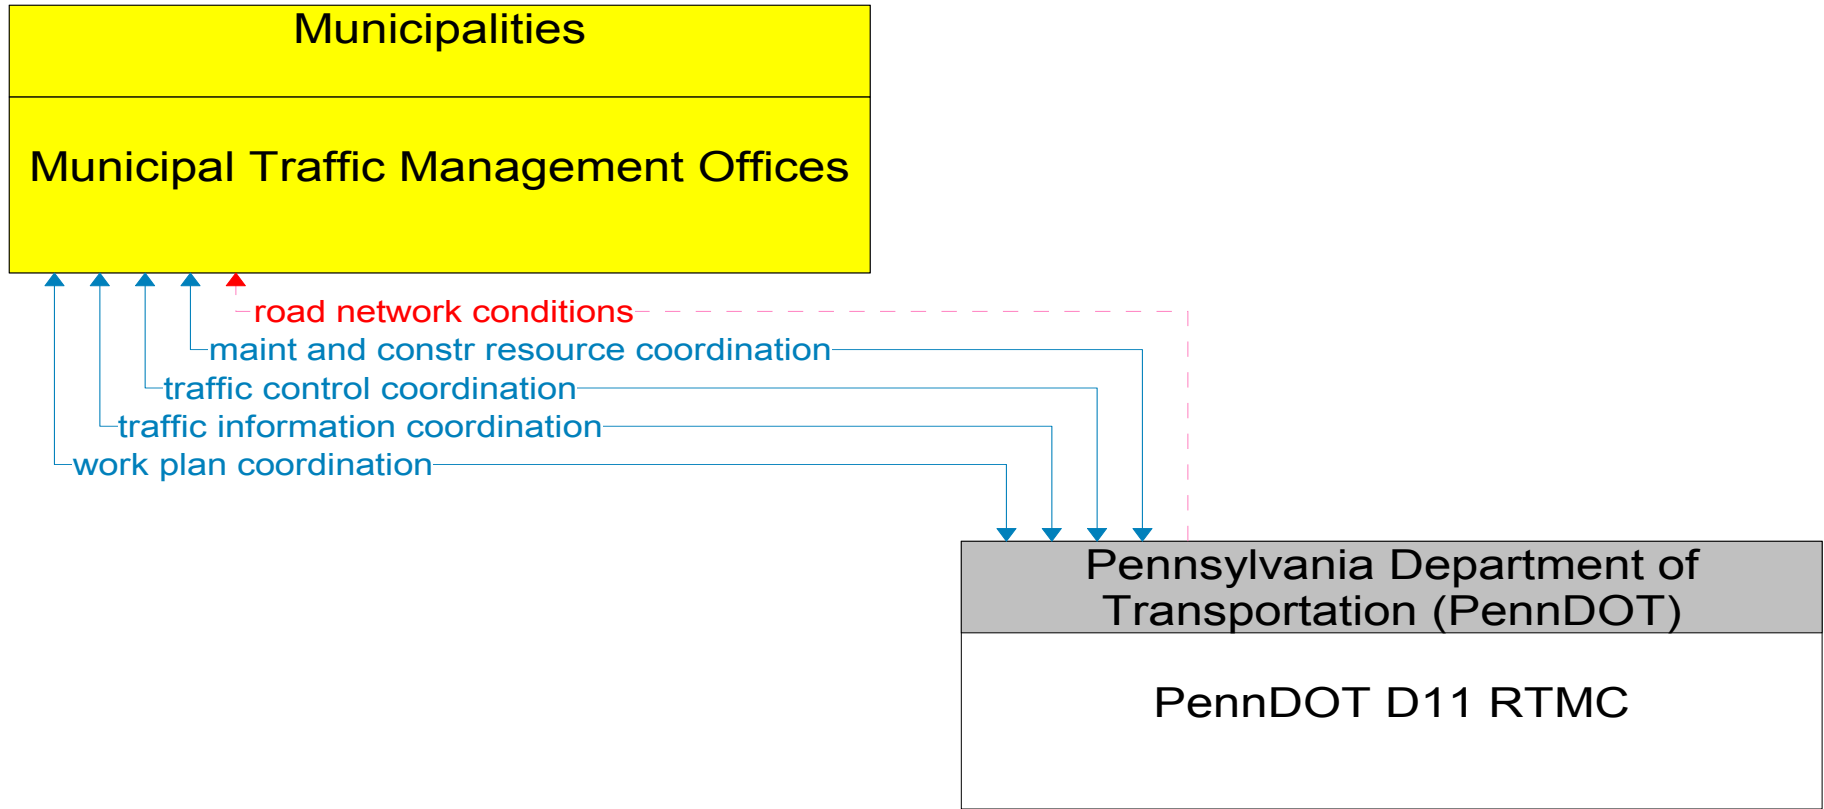 Municipalities
Municipal Traffic Management Offices
road network conditions
maint and constr resource coordination
traffic control coordination
traffic information coordination
work plan coordination
Pennsylvania Department of
Transportation (PennDOT)
PennDOT D11 RTMC